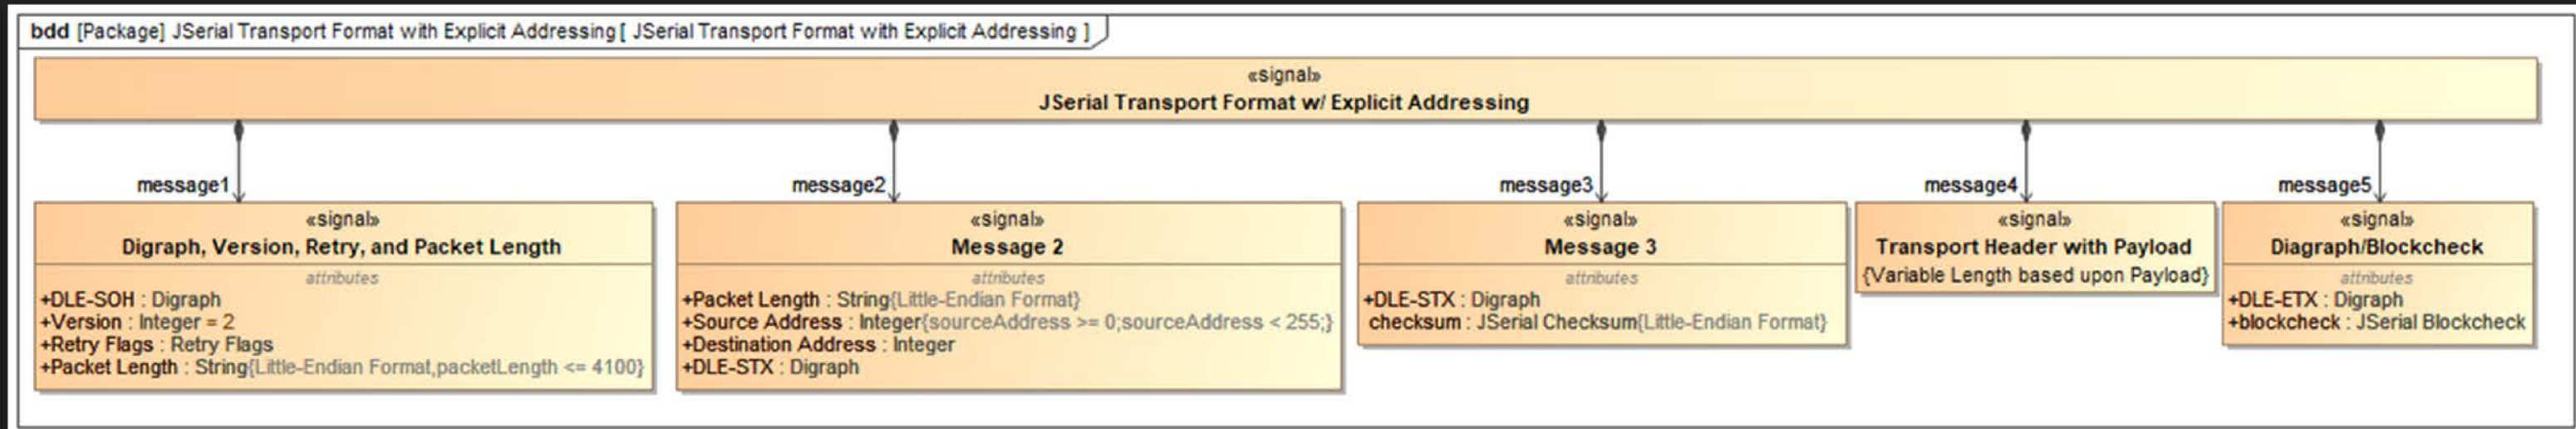 bdd [Package] JSerial Transport Format with Explicit Addressing[ JSerial Transport Format with Explicit Addressing ]
«signal»
JSerial Transport Format w/ Explicit Addressing
message1
message2
message3
message4
message5
«signal»
Digraph, Version, Retry, and Packet Length
attributes
+DLE-SOH : Digraph
+Version : Integer = 2
+Retry Flags : Retry Flags
+Packet Length : String{Little-Endian Format,packetLength <= 4100}
«signal»
Message 2
attributes
+Packet Length : String{Little-Endian Format}
+Source Address : Integer{sourceAddress >= 0;sourceAddress < 255;}
+Destination Address : Integer
+DLE-STX : Digraph
«signal»
Message 3
attributes
+DLE-STX : Digraph
checksum : JSerial Checksum{Little-Endian Format}
«signal»
Transport Header with Payload
{Variable Length based upon Payload}
«signal»
Diagraph/Blockcheck
attributes
+DLE-ETX : Digraph
+blockcheck : JSerial Blockcheck